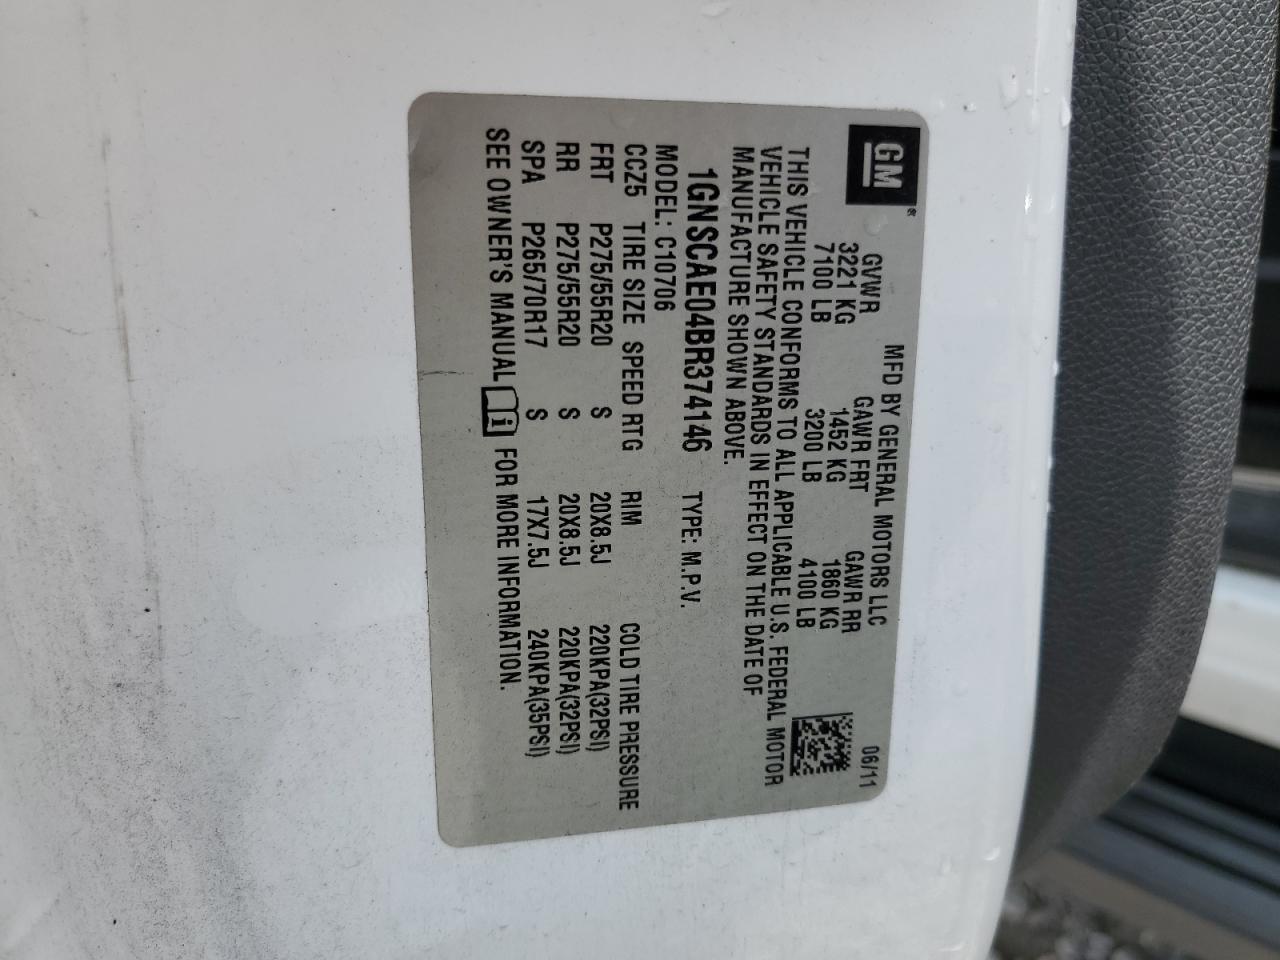 GM®
MFD BY GENERAL MOTORS LLC 06/11
GVWR GAWR FRT GAWR RR
3221 KG 1452 KG 1860 KG
7100 LB 3200 LB 4100 LB
THIS VEHICLE CONFORMS TO ALL APPLICABLE U.S. FEDERAL MOTOR
VEHICLE SAFETY STANDARDS IN EFFECT ON THE DATE OF
MANUFACTURE SHOWN ABOVE.
1GNSCAE04BR374146 TYPE: M.P.V.
MODEL: C10706
CCZ5 TIRE SIZE SPEED RTG RIM COLD TIRE PRESSURE
FRT P275/55R20 S 20X8.5J 220KPA(32PSI)
RR P275/55R20 S 20X8.5J 220KPA(32PSI)
SPA P265/70R17 S 17X7.5J 240KPA(35PSI)
SEE OWNER'S MANUAL i FOR MORE INFORMATION.